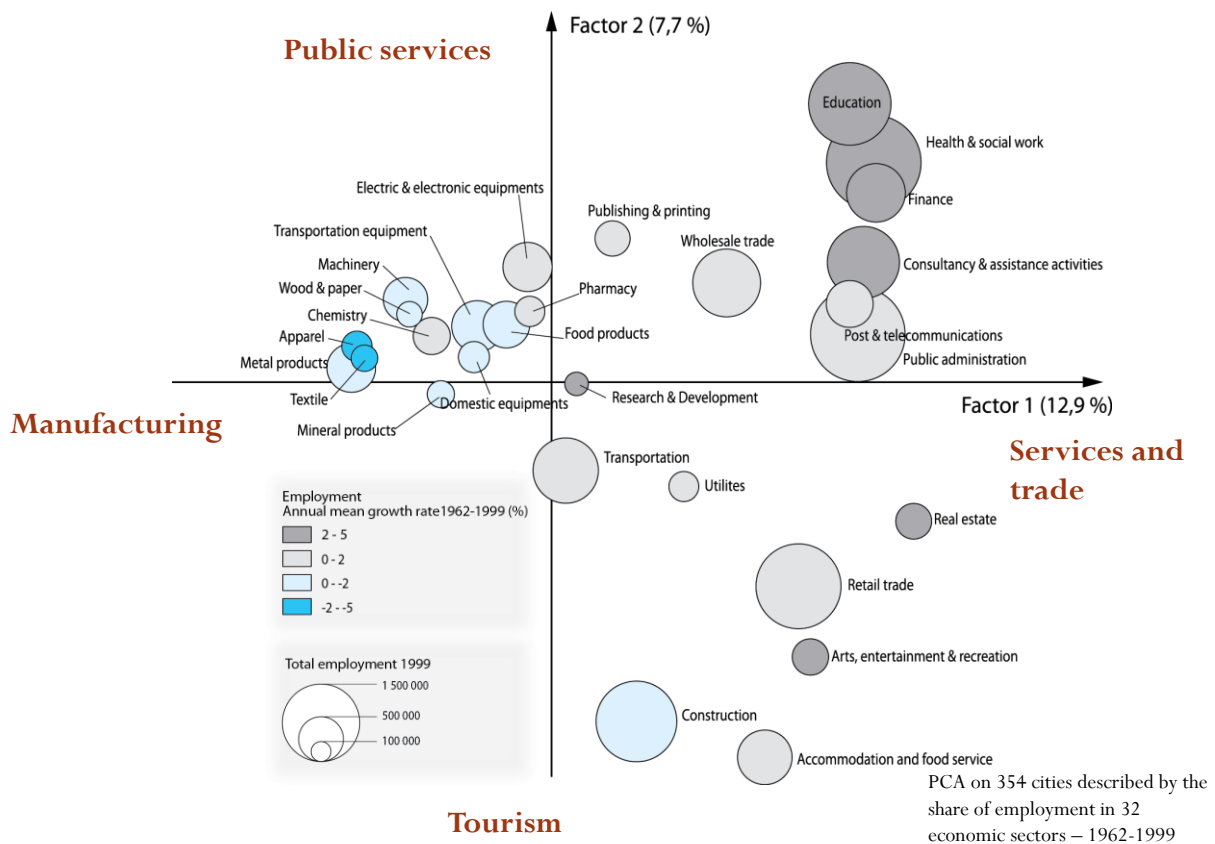 Factor 2 (7,7 %)
Public services
Education
Health & social work
Finance
Electric & electronic equipments
Publishing & printing
Transportation equipment
Wholesale trade
Machinery
Consultancy & assistance activities
Wood & paper
Pharmacy
Chemistry
Food products
Apparel
Post & telecommunications
Metal products
Public administration
Textile
Domestic equipments
Research & Development
Mineral products
Factor 1 (12,9 %)
Manufacturing
Services and
trade
Transportation
Utilites
Employment
Annual mean growth rate1962-1999 (%)
2 - 5
0 - 2
0 - -2
-2 - -5
Real estate
Retail trade
Arts, entertainment & recreation
Total employment 1999
1 500 000
500 000
100 000
Construction
Accommodation and food service
PCA on 354 cities described by the
share of employment in 32
economic sectors – 1962-1999
Tourism